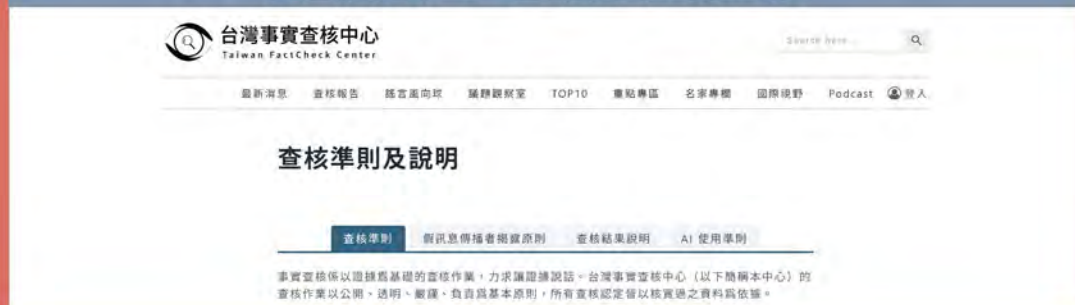 台灣事實查核中心
Taiwan FactCheck Center
Search here...
最新消息 查核報告 謠言風向球 議題觀察室 TOP10 重點專區 名家專欄 國際視野 Podcast 登入
查核準則及說明
查核準則 假訊息傳播者揭露原則 查核結果說明 AI 使用準則
事實查核係以證據為基礎的查核作業，力求讓證據說話。台灣事實查核中心（以下簡稱本中心）的
查核作業以公開、透明、嚴謹、負責為基本原則，所有查核認定皆以核實過之資料為依據。